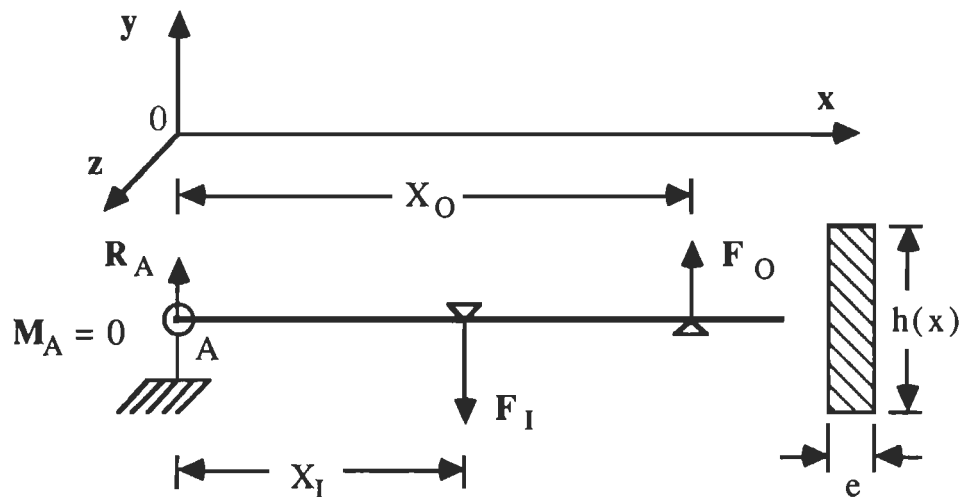 y
0
x
z
X_O
R_A
F_O
M_A = 0
A
h(x)
F_I
X_I
e